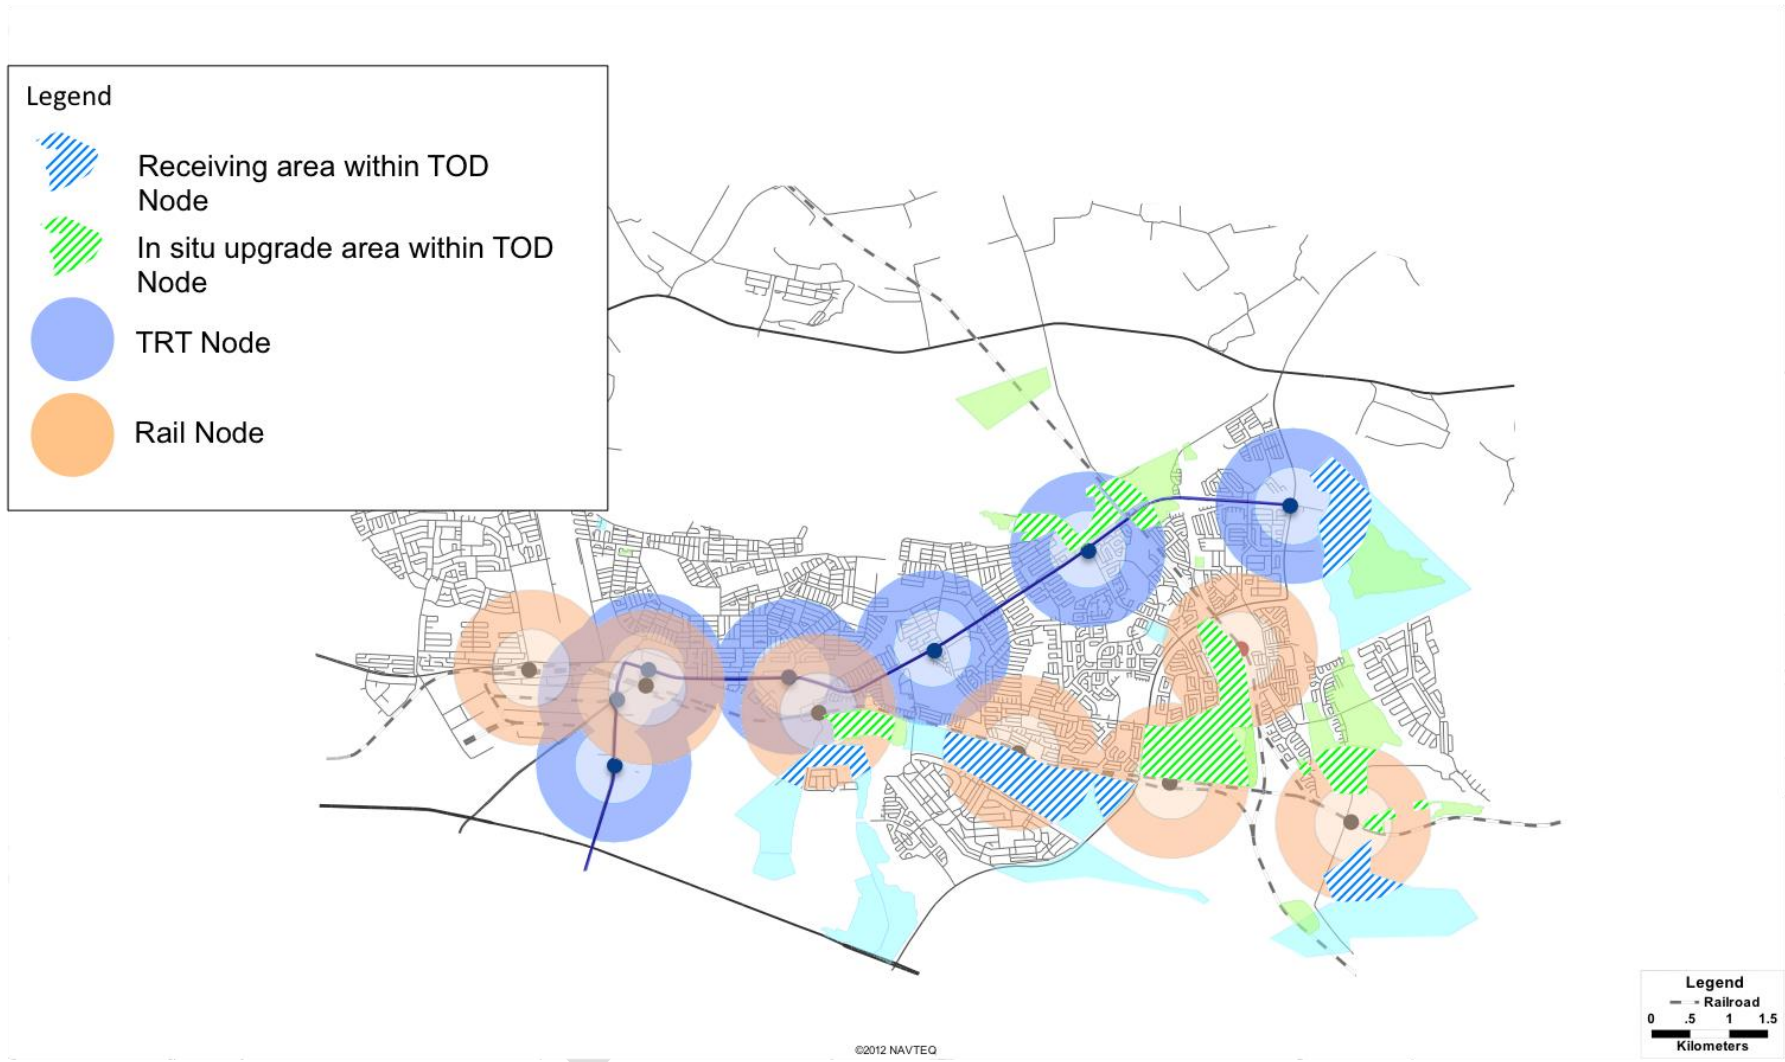 Legend
Receiving area within TOD
Node
In situ upgrade area within TOD
Node
TRT Node
Rail Node
Legend
Railroad
0 .5 1 1.5
Kilometers
©2012 NAVTEQ